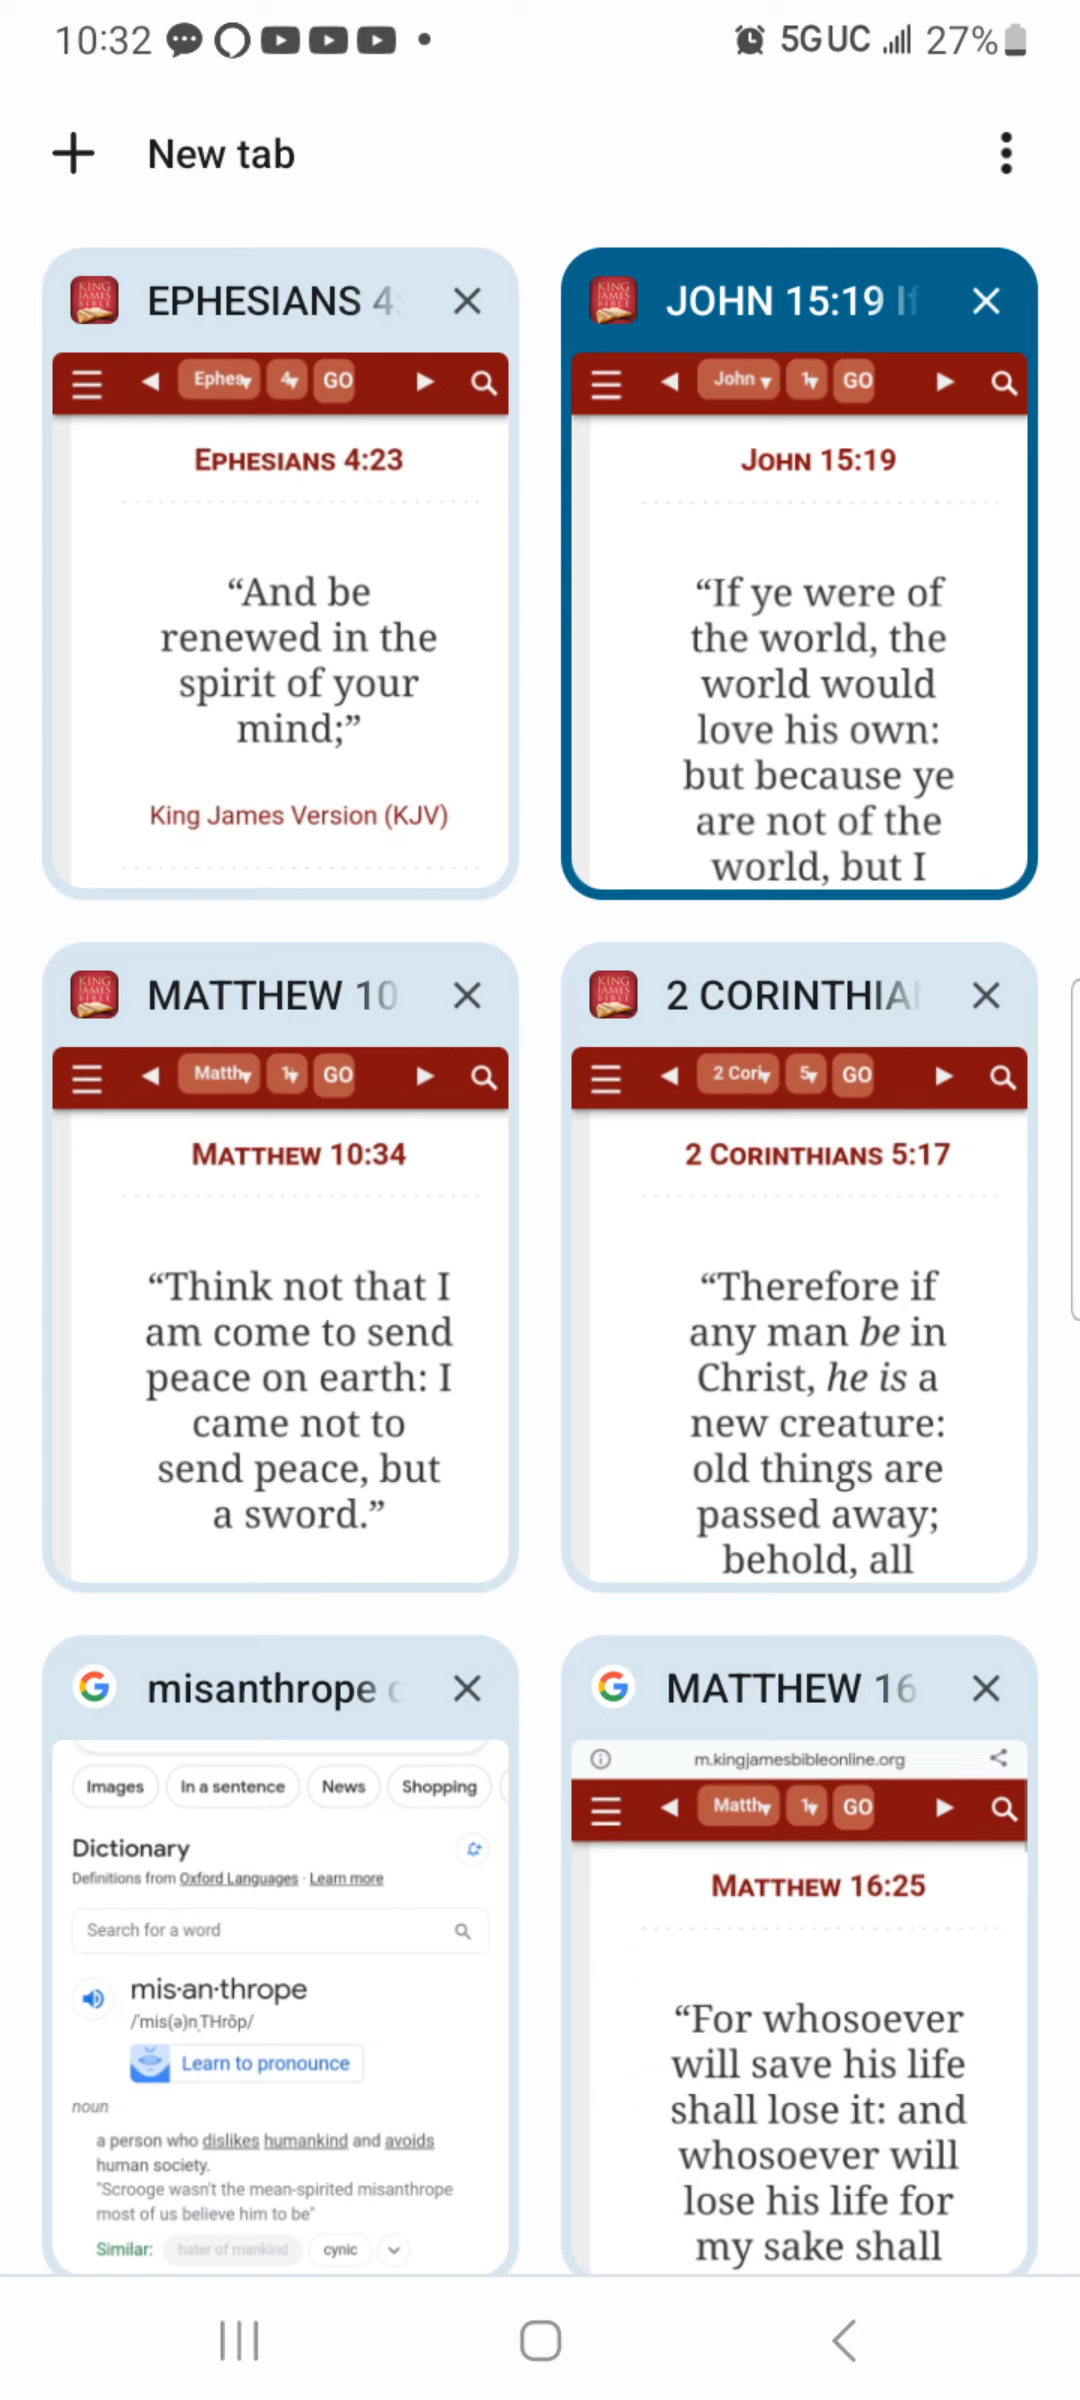 10:32
5G UC
27%
New tab
EPHESIANS 4:
Ephes
4
GO
EPHESIANS 4:23
“And be
renewed in the
spirit of your
mind;”
King James Version (KJV)
JOHN 15:19 If
John
1
GO
JOHN 15:19
“If ye were of
the world, the
world would
love his own:
but because ye
are not of the
world, but I
MATTHEW 10
Matth
1
GO
MATTHEW 10:34
“Think not that I
am come to send
peace on earth: I
came not to
send peace, but
a sword.”
2 CORINTHIAN
2 Cori
5
GO
2 CORINTHIANS 5:17
“Therefore if
any man be in
Christ, he is a
new creature:
old things are
passed away;
behold, all
misanthrope
Images
In a sentence
News
Shopping
Dictionary
Definitions from Oxford Languages · Learn more
Search for a word
mis·an·thrope
/ˈmis(ə)nˌTHrōp/
Learn to pronounce
noun
a person who dislikes humankind and avoids
human society.
"Scrooge wasn't the mean-spirited misanthrope
most of us believe him to be"
Similar:
hater of mankind
cynic
MATTHEW 16
m.kingjamesbibleonline.org
Matth
1
GO
MATTHEW 16:25
“For whosoever
will save his life
shall lose it: and
whosoever will
lose his life for
my sake shall